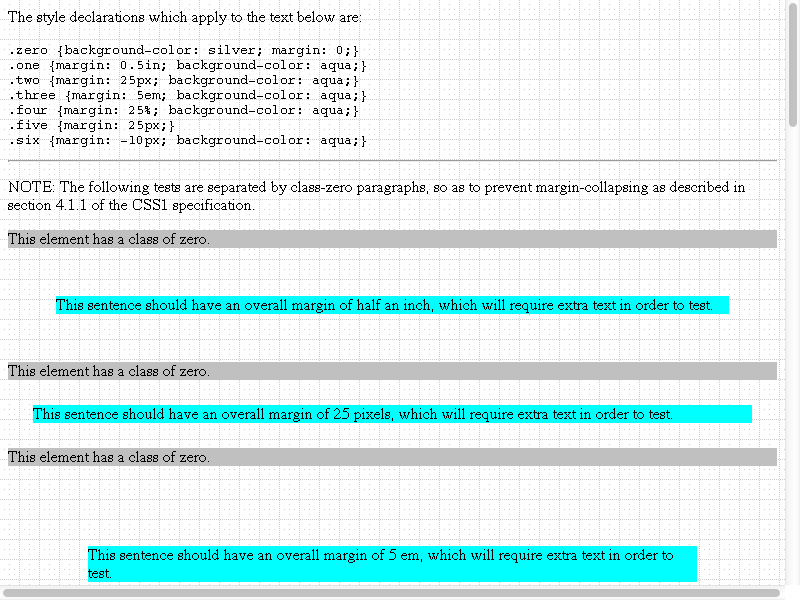 The style declarations which apply to the text below are:
.zero {background-color: silver; margin: 0;}
.one {margin: 0.5in; background-color: aqua;}
.two {margin: 25px; background-color: aqua;}
.three {margin: 5em; background-color: aqua;}
.four {margin: 25%; background-color: aqua;}
.five {margin: 25px;}
.six {margin: -10px; background-color: aqua;}
NOTE: The following tests are separated by class-zero paragraphs, so as to prevent margin-collapsing as described in
section 4.1.1 of the CSS1 specification.
This element has a class of zero.
This sentence should have an overall margin of half an inch, which will require extra text in order to test.
This element has a class of zero.
This sentence should have an overall margin of 25 pixels, which will require extra text in order to test.
This element has a class of zero.
This sentence should have an overall margin of 5 em, which will require extra text in order to
test.